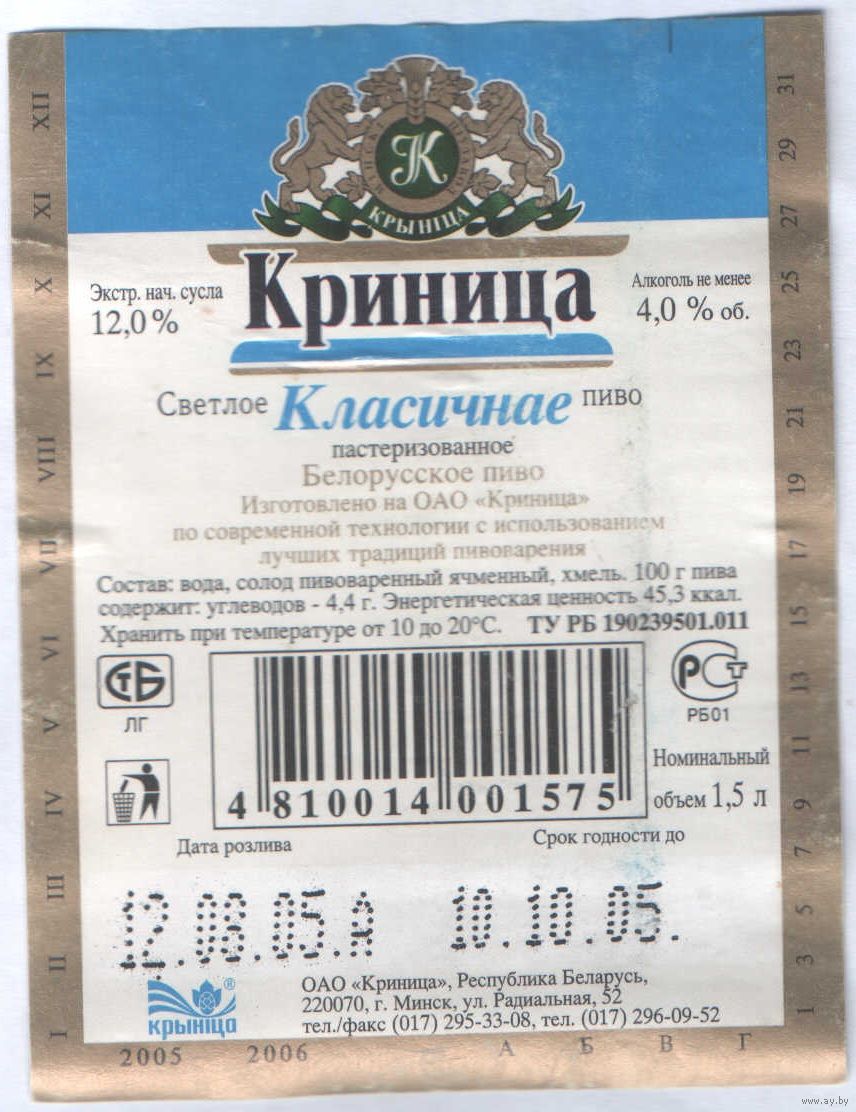 К
КРЫНІЦА
Криница
Экстр. нач. сусла
12,0 %
Алкоголь не менее
4,0 % об.
Светлое Класичнае пиво
пастеризованное
Белорусское пиво
Изготовлено на ОАО «Криница»
по современной технологии с использованием
лучших традиций пивоварения
Состав: вода, солод пивоваренный ячменный, хмель. 100 г пива
содержит: углеводов - 4,4 г. Энергетическая ценность 45,3 ккал.
Хранить при температуре от 10 до 20°С. ТУ РБ 190239501.011
СТБ
ЛГ
РСТ
РБ01
4 810014 001575
Номинальный
объем 1,5 л
Дата розлива
Срок годности до
12.08.05.А 10.10.05.
крыніца®
ОАО «Криница», Республика Беларусь,
220070, г. Минск, ул. Радиальная, 52
тел./факс (017) 295-33-08, тел. (017) 296-09-52
XII
XI
X
IX
VIII
VII
VI
V
IV
III
II
I
31
29
27
25
23
21
19
17
15
13
11
9
7
5
3
1
2005 2006 А Б В Г
www.ay.by